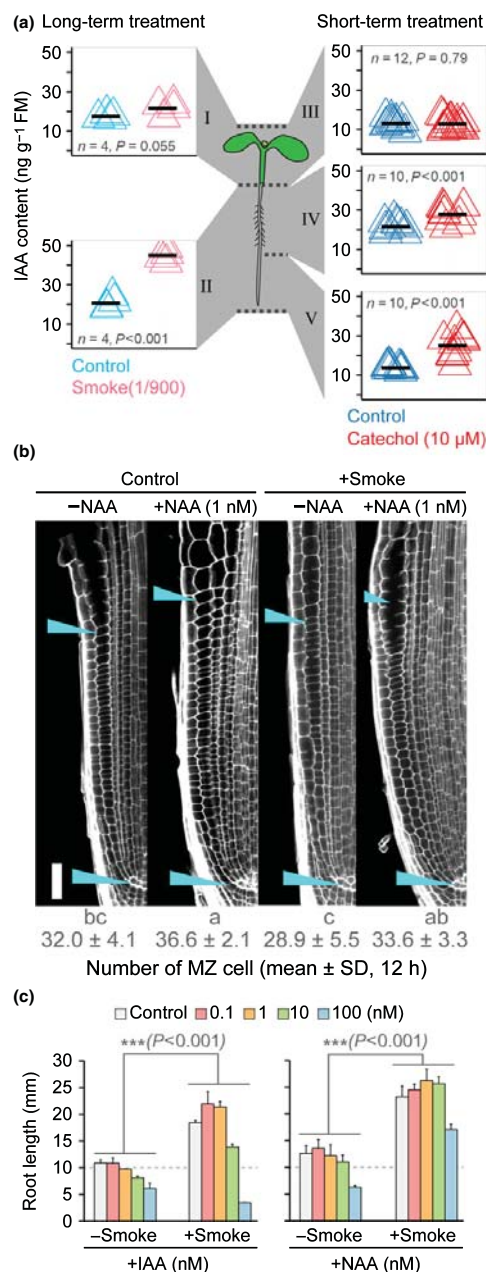 (a) Long-term treatment Short-term treatment
IAA content (ng g⁻¹ FM)
50
30
10
n = 4, P = 0.055
I
III
50
30
10
n = 12, P = 0.79
50
30
10
n = 10, P<0.001
IV
50
30
10
n = 4, P<0.001
II
V
50
30
10
n = 10, P<0.001
Control
Smoke(1/900)
Control
Catechol (10 µM)
(b)
Control +Smoke
−NAA +NAA (1 nM) −NAA +NAA (1 nM)
bc a c ab
32.0 ± 4.1 36.6 ± 2.1 28.9 ± 5.5 33.6 ± 3.3
Number of MZ cell (mean ± SD, 12 h)
(c)
Control 0.1 1 10 100 (nM)
***(P<0.001) ***(P<0.001)
Root length (mm)
30
25
20
15
10
5
0
–Smoke +Smoke –Smoke +Smoke
+IAA (nM) +NAA (nM)